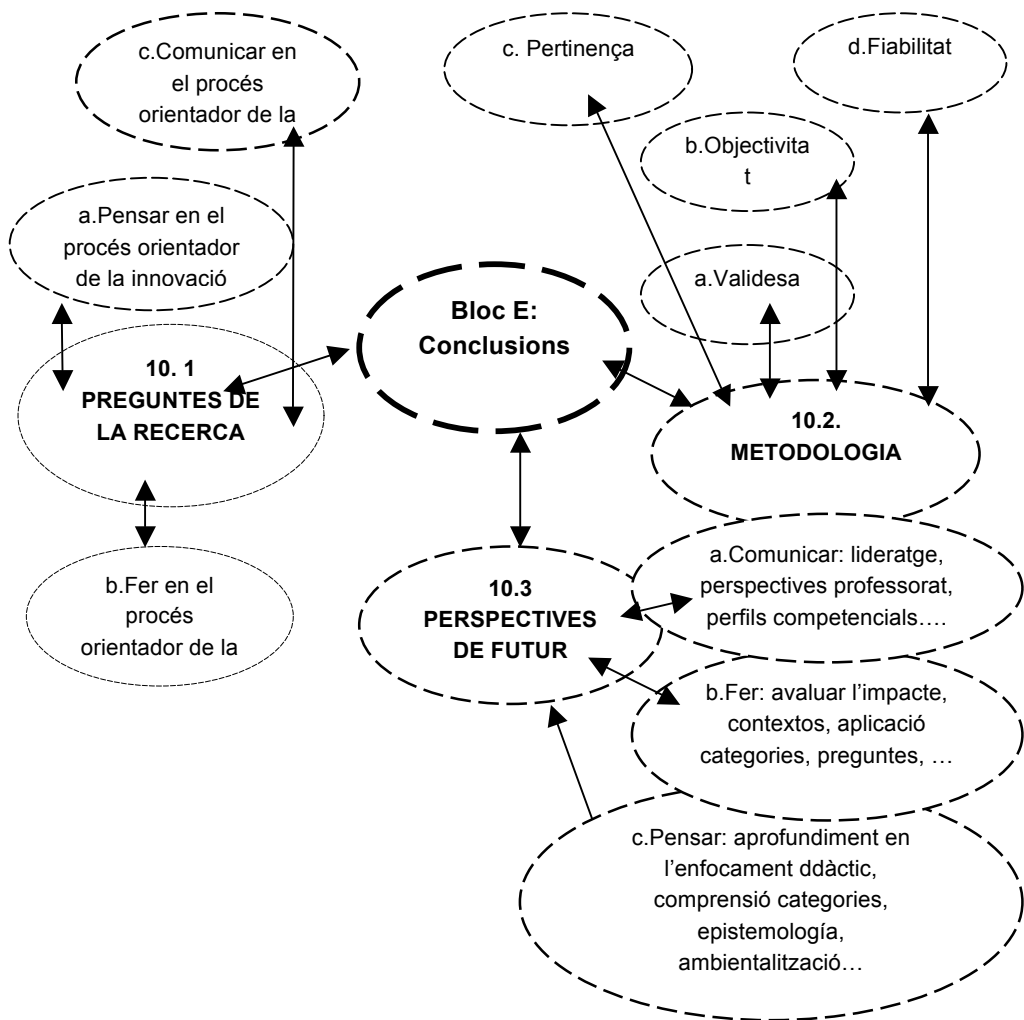 c.Comunicar en
el procés
orientador de la
c. Pertinença
d.Fiabilitat
b.Objectivita
t
a.Pensar en el
procés orientador
de la innovació
a.Validesa
Bloc E:
Conclusions
10. 1
PREGUNTES DE
LA RECERCA
10.2.
METODOLOGIA
b.Fer en el
procés
orientador de la
10.3
PERSPECTIVES
DE FUTUR
a.Comunicar: lideratge,
perspectives professorat,
perfils competencials….
b.Fer: avaluar l’impacte,
contextos, aplicació
categories, preguntes, …
c.Pensar: aprofundiment en
l’enfocament ddàctic,
comprensió categories,
epistemología,
ambientalització…